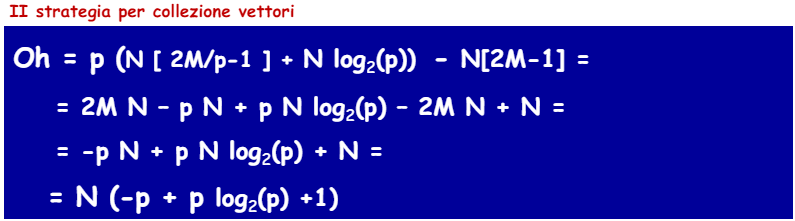 II strategia per collezione vettori
Oh = p (N [ 2M/p-1 ] + N log₂(p)) - N[2M-1] =
= 2M N – p N + p N log₂(p) – 2M N + N =
= -p N + p N log₂(p) + N =
= N (-p + p log₂(p) +1)